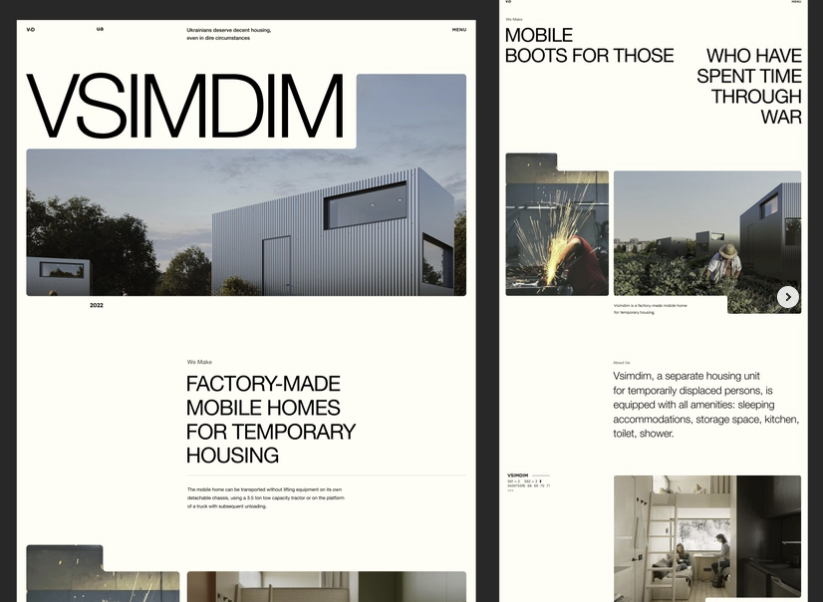 V-O
UA
Ukrainians deserve decent housing,
even in dire circumstances
MENU
VSIMDIM
2022
We Make
FACTORY-MADE
MOBILE HOMES
FOR TEMPORARY
HOUSING
The mobile home can be transported without lifting equipment on its own
detachable chassis, using a 3.5 ton tow capacity tractor or on the platform
of a truck with subsequent unloading.
V-O
MENU
We Make
MOBILE
BOOTS FOR THOSE
WHO HAVE
SPENT TIME
THROUGH
WAR
Vsimdim is a factory-made mobile home
for temporary housing.
About Us
Vsimdim, a separate housing unit
for temporarily displaced persons, is
equipped with all amenities: sleeping
accommodations, storage space, kitchen,
toilet, shower.
VSIMDIM